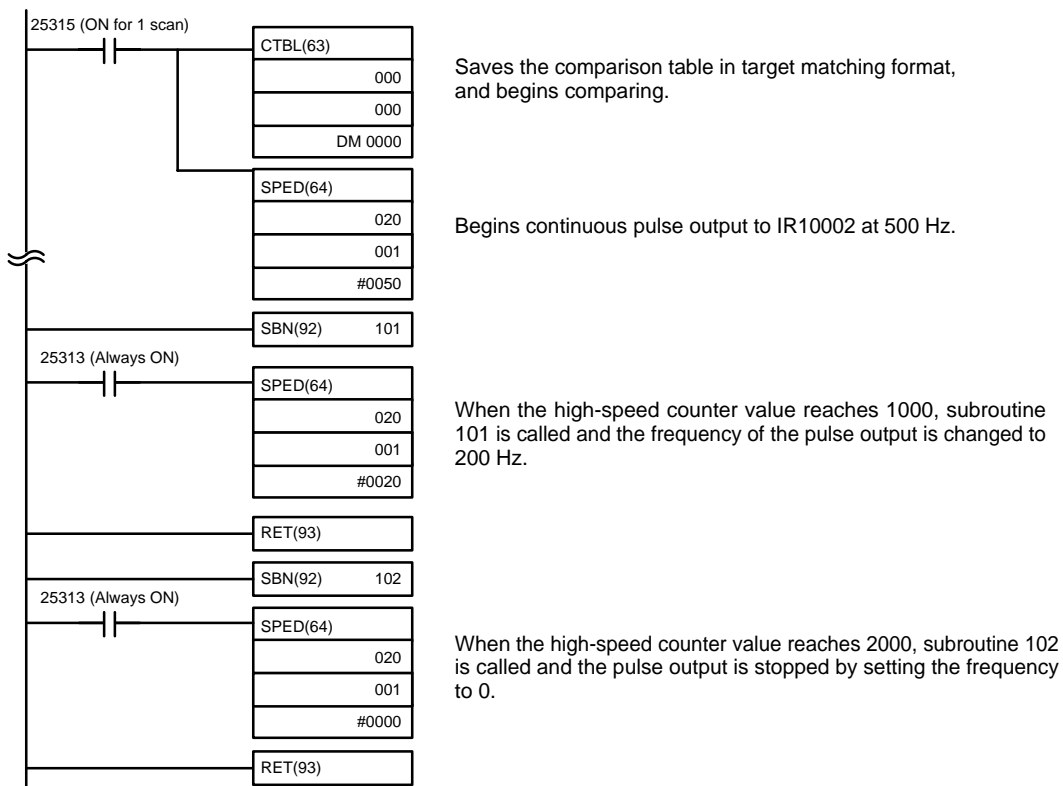 25315 (ON for 1 scan)
CTBL(63)
000
000
DM 0000
Saves the comparison table in target matching format,
and begins comparing.
SPED(64)
020
001
#0050
Begins continuous pulse output to IR10002 at 500 Hz.
SBN(92) 101
25313 (Always ON)
SPED(64)
020
001
#0020
When the high-speed counter value reaches 1000, subroutine
101 is called and the frequency of the pulse output is changed to
200 Hz.
RET(93)
SBN(92) 102
25313 (Always ON)
SPED(64)
020
001
#0000
When the high-speed counter value reaches 2000, subroutine 102
is called and the pulse output is stopped by setting the frequency
to 0.
RET(93)